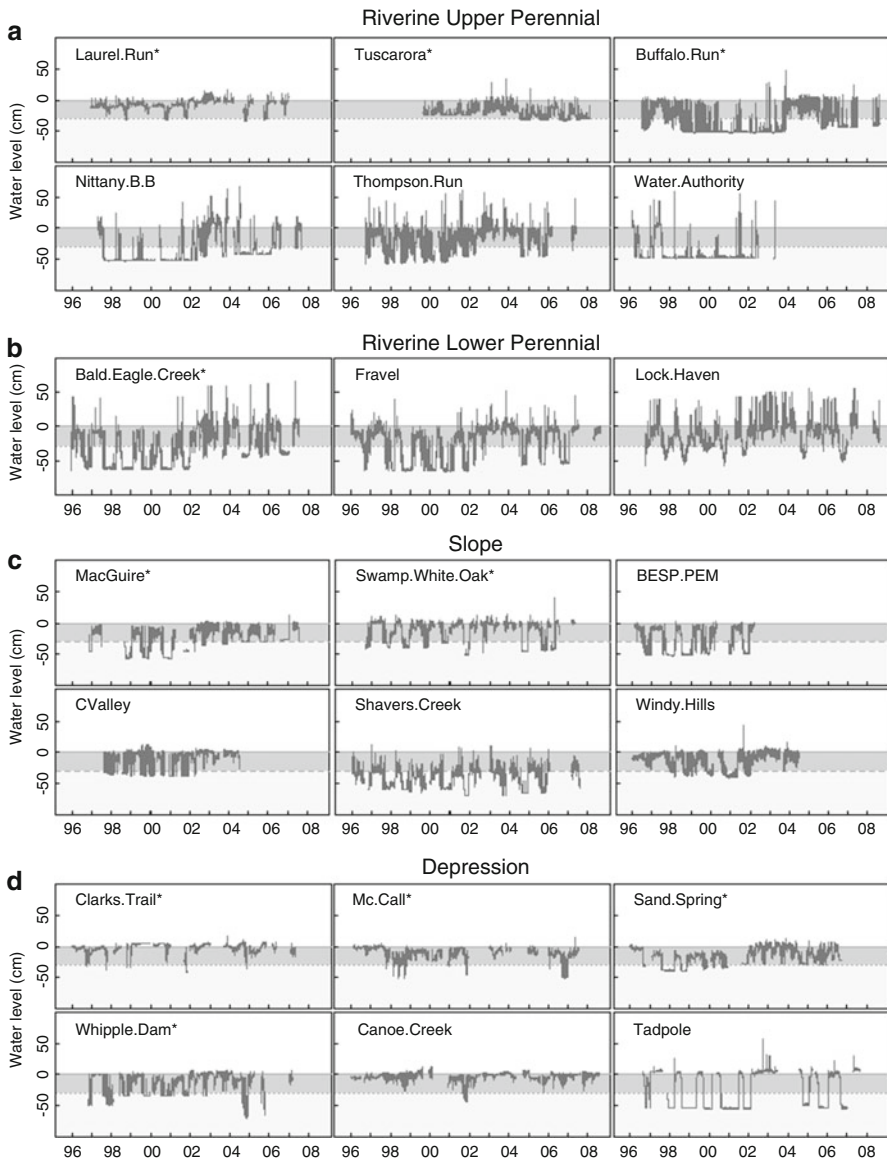 Riverine Upper Perennial
a
Laurel.Run*
Tuscarora*
Buffalo.Run*
50
0
-50
Water level (cm)
Nittany.B.B
Thompson.Run
Water.Authority
50
0
-50
96 98 00 02 04 06 08
96 98 00 02 04 06 08
96 98 00 02 04 06 08
b
Riverine Lower Perennial
Bald.Eagle.Creek*
Fravel
Lock.Haven
50
0
-50
Water level (cm)
96 98 00 02 04 06 08
96 98 00 02 04 06 08
96 98 00 02 04 06 08
Slope
c
MacGuire*
Swamp.White.Oak*
BESP.PEM
50
0
-50
Water level (cm)
CValley
Shavers.Creek
Windy.Hills
50
0
-50
96 98 00 02 04 06 08
96 98 00 02 04 06 08
96 98 00 02 04 06 08
Depression
d
Clarks.Trail*
Mc.Call*
Sand.Spring*
50
0
-50
Water level (cm)
Whipple.Dam*
Canoe.Creek
Tadpole
50
0
-50
96 98 00 02 04 06 08
96 98 00 02 04 06 08
96 98 00 02 04 06 08